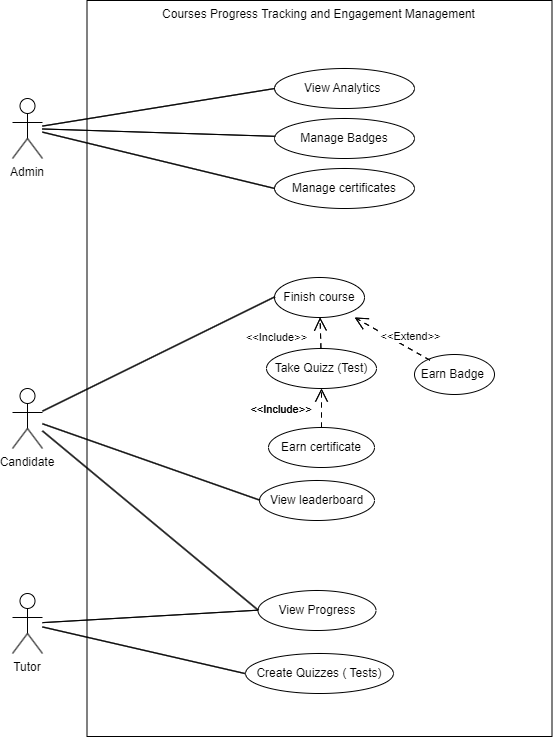 Courses Progress Tracking and Engagement Management
View Analytics
Manage Badges
Admin
Manage certificates
Finish course
<<Include>>
<<Extend>>
Take Quizz (Test)
Earn Badge
<<Include>>
Earn certificate
Candidate
View leaderboard
View Progress
Tutor
Create Quizzes ( Tests)